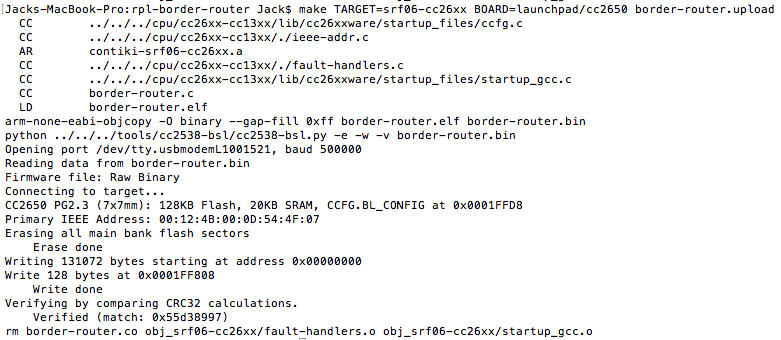 Jacks-MacBook-Pro:rpl-border-router Jack$ make TARGET=srf06-cc26xx BOARD=launchpad/cc2650 border-router.upload
CC ../../../cpu/cc26xx-cc13xx/lib/cc26xxware/startup_files/ccfg.c
CC ../../../cpu/cc26xx-cc13xx/./ieee-addr.c
AR contiki-srf06-cc26xx.a
CC ../../../cpu/cc26xx-cc13xx/./fault-handlers.c
CC ../../../cpu/cc26xx-cc13xx/lib/cc26xxware/startup_files/startup_gcc.c
CC border-router.c
LD border-router.elf
arm-none-eabi-objcopy -O binary --gap-fill 0xff border-router.elf border-router.bin
python ../../../tools/cc2538-bsl/cc2538-bsl.py -e -w -v border-router.bin
Opening port /dev/tty.usbmodemL1001521, baud 500000
Reading data from border-router.bin
Firmware file: Raw Binary
Connecting to target...
CC2650 PG2.3 (7x7mm): 128KB Flash, 20KB SRAM, CCFG.BL_CONFIG at 0x0001FFD8
Primary IEEE Address: 00:12:4B:00:0D:54:4F:07
Erasing all main bank flash sectors
Erase done
Writing 131072 bytes starting at address 0x00000000
Write 128 bytes at 0x0001FF808
Write done
Verifying by comparing CRC32 calculations.
Verified (match: 0x55d38997)
rm border-router.co obj_srf06-cc26xx/fault-handlers.o obj_srf06-cc26xx/startup_gcc.o